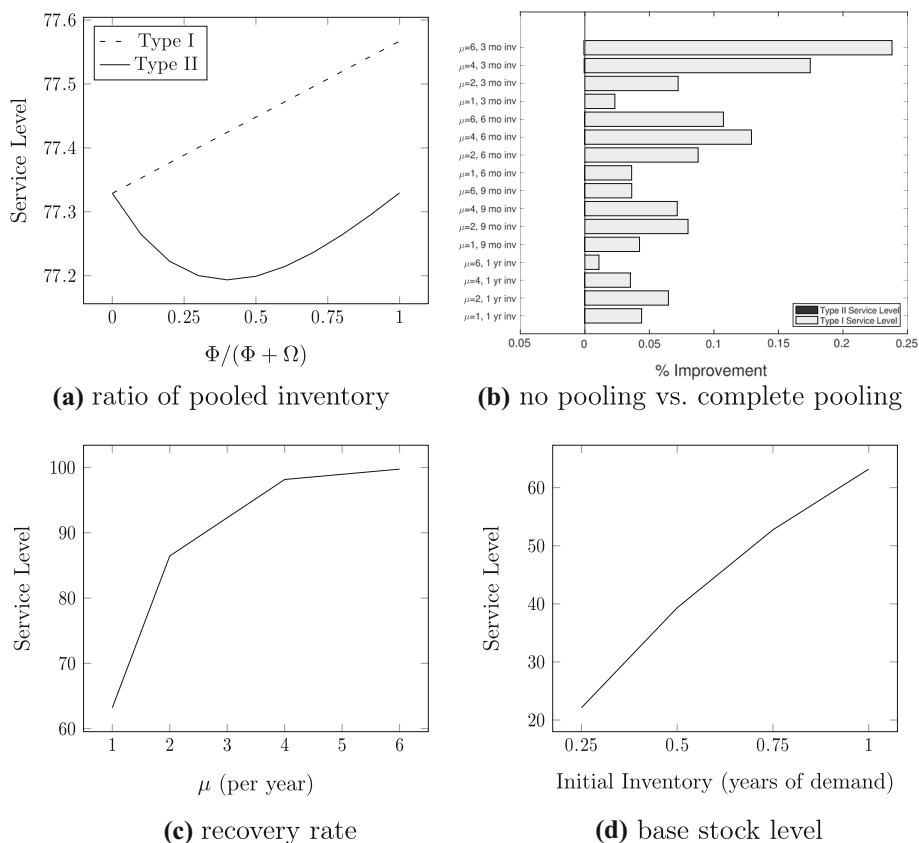 77.6
77.5
77.4
77.3
77.2
Service Level
Type I
Type II
0 0.25 0.5 0.75 1
Φ/(Φ + Ω)
(a) ratio of pooled inventory
μ=6, 3 mo inv
μ=4, 3 mo inv
μ=2, 3 mo inv
μ=1, 3 mo inv
μ=6, 6 mo inv
μ=4, 6 mo inv
μ=2, 6 mo inv
μ=1, 6 mo inv
μ=6, 9 mo inv
μ=4, 9 mo inv
μ=2, 9 mo inv
μ=1, 9 mo inv
μ=6, 1 yr inv
μ=4, 1 yr inv
μ=2, 1 yr inv
μ=1, 1 yr inv
Type II Service Level
Type I Service Level
0.05 0 0.05 0.1 0.15 0.2 0.25
% Improvement
(b) no pooling vs. complete pooling
100
90
80
70
60
Service Level
1 2 3 4 5 6
μ (per year)
(c) recovery rate
60
50
40
30
20
Service Level
0.25 0.5 0.75 1
Initial Inventory (years of demand)
(d) base stock level